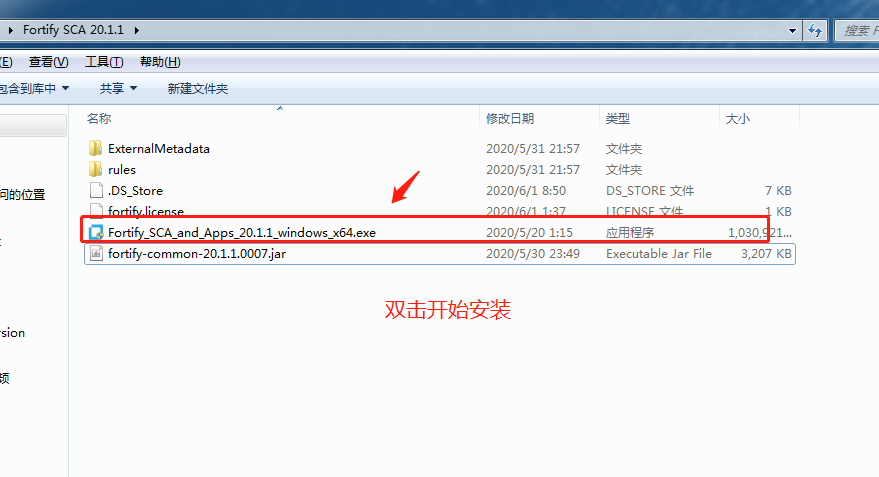 Fortify SCA 20.1.1
搜索 F
(E) 查看(V) 工具(T) 帮助(H)
包含到库中 共享 新建文件夹
名称 修改日期 类型 大小
ExternalMetadata 2020/5/31 21:57 文件夹
rules 2020/5/31 21:57 文件夹
问的位置
.DS_Store 2020/6/1 8:50 DS_STORE 文件 7 KB
fortify.license 2020/6/1 1:37 LICENSE 文件 1 KB
Fortify_SCA_and_Apps_20.1.1_windows_x64.exe 2020/5/20 1:15 应用程序 1,030,921...
fortify-common-20.1.1.0007.jar 2020/5/30 23:49 Executable Jar File 3,207 KB
双击开始安装
rsion
频